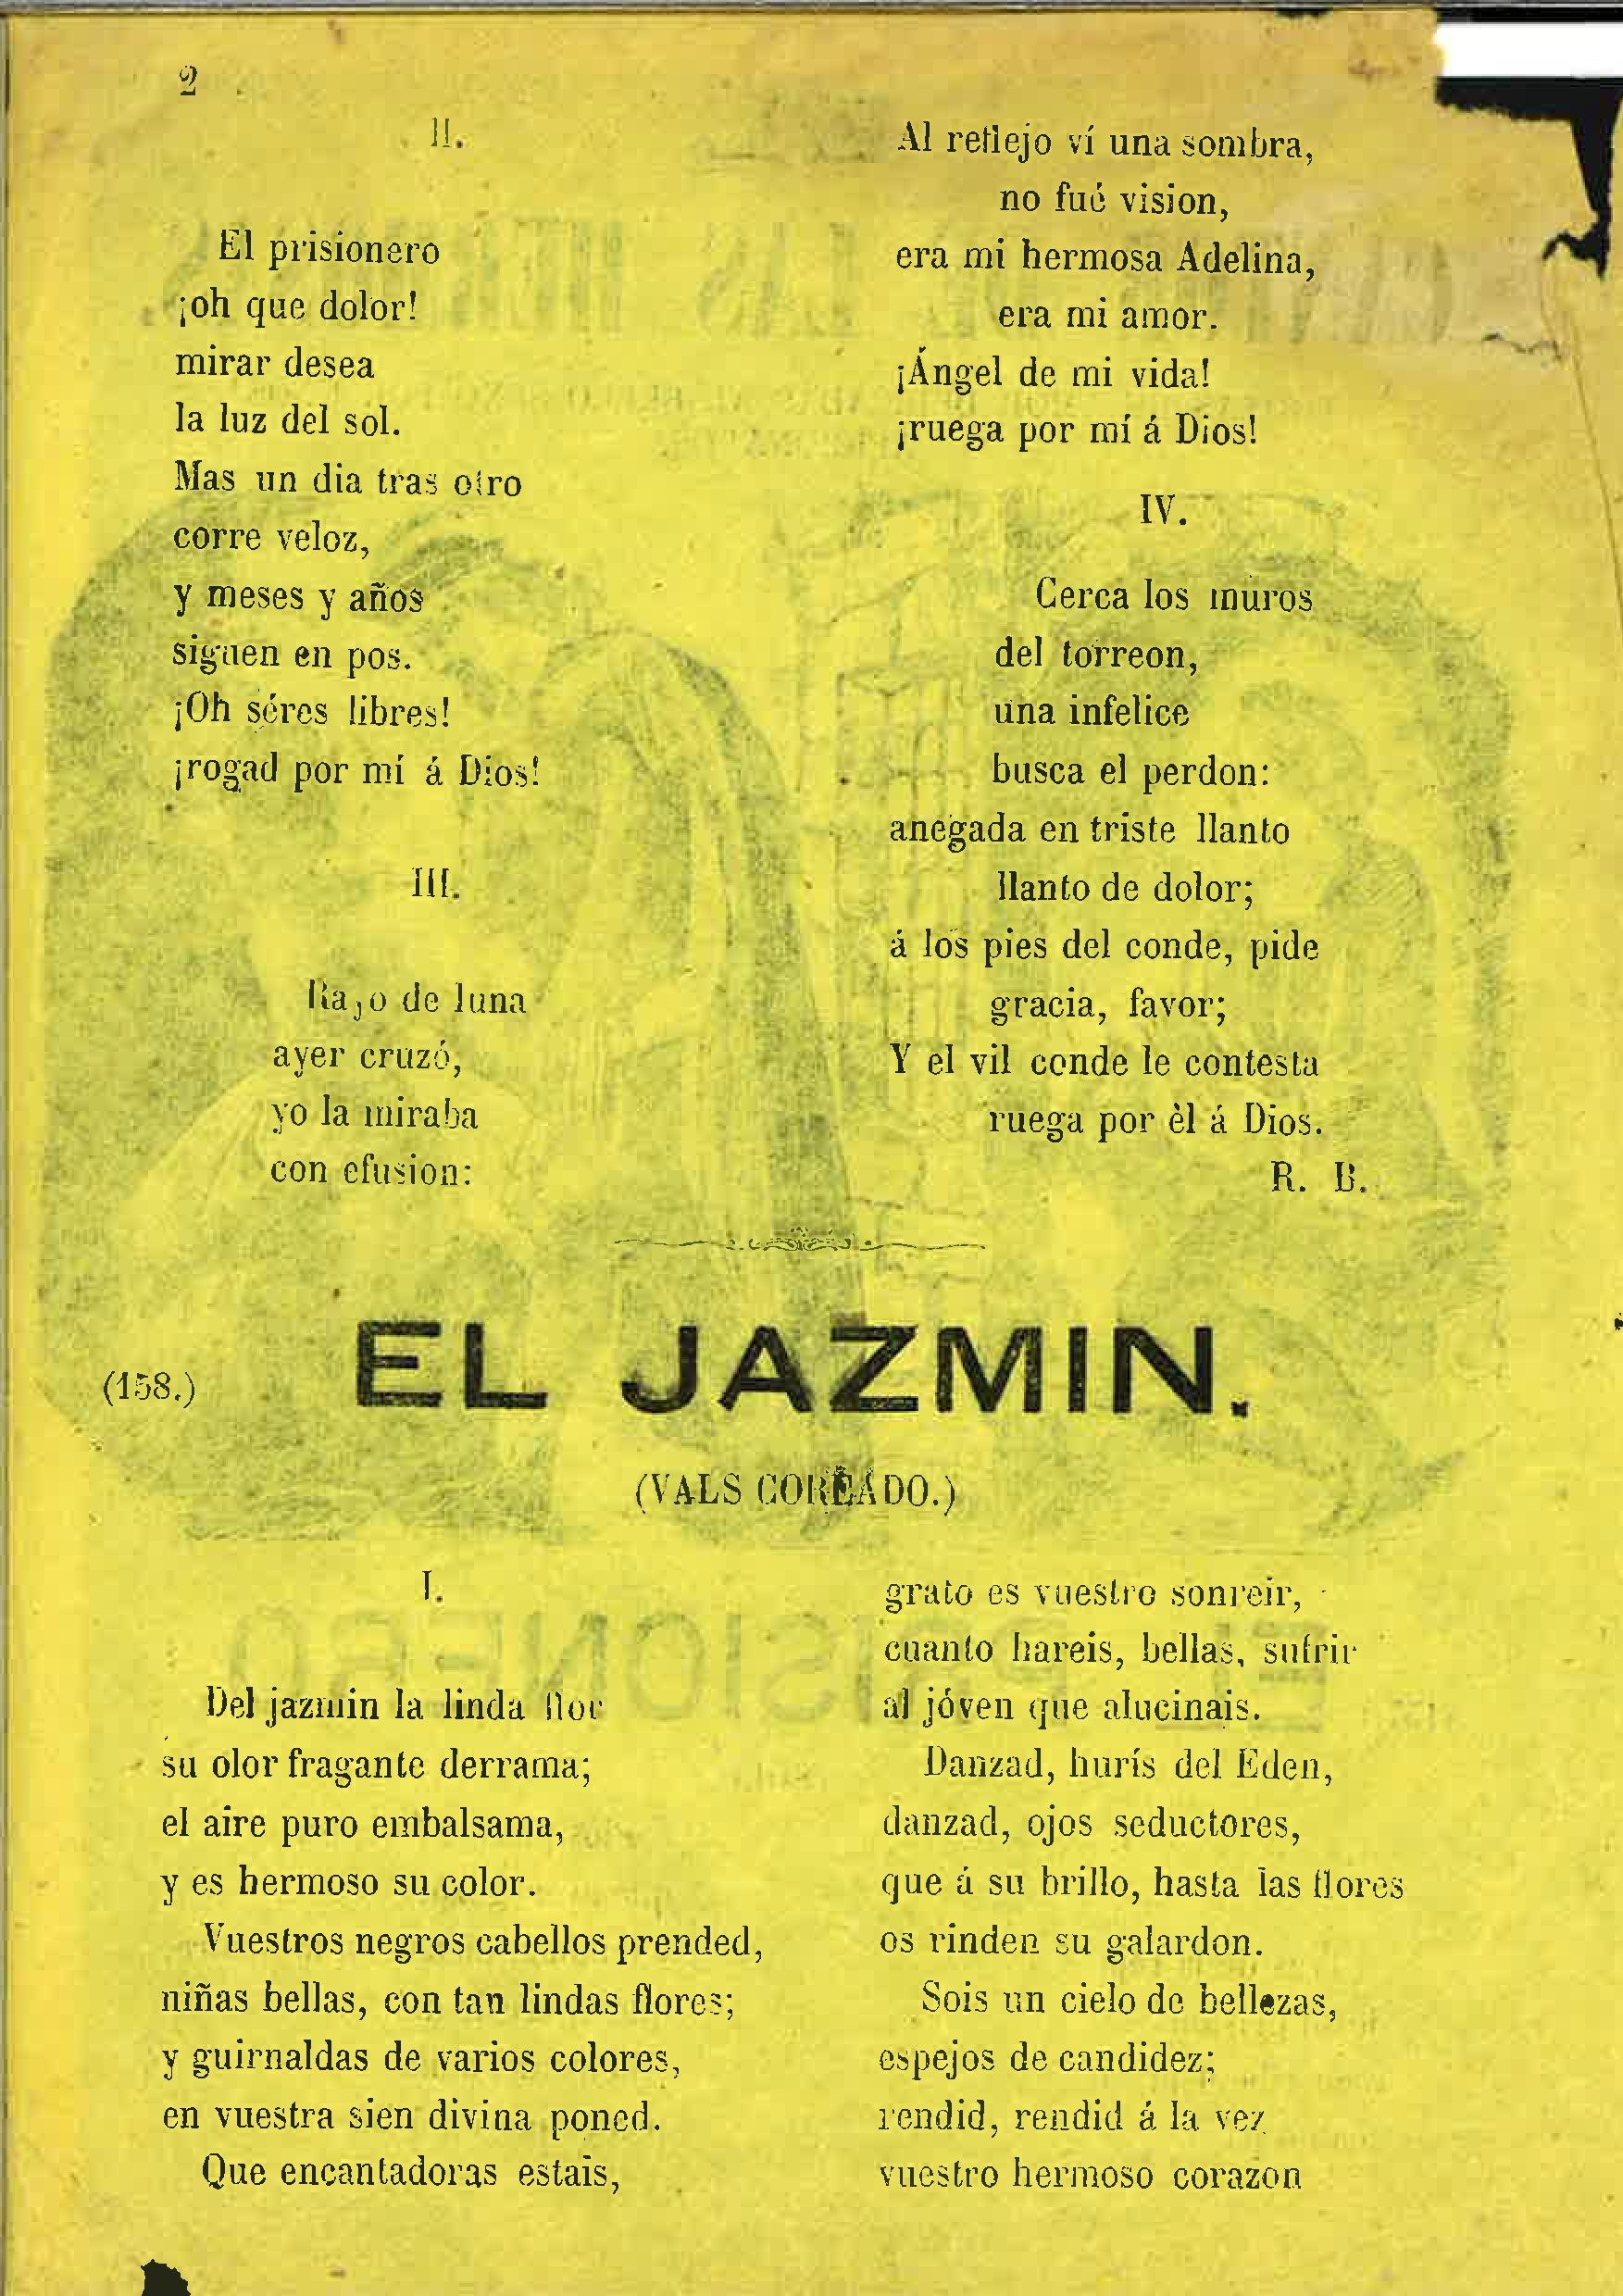 2
II.
El prisionero
¡oh que dolor!
mirar desea
la luz del sol.
Mas un dia tras otro
corre veloz,
y meses y años
siguen en pos.
¡Oh séres libres!
¡rogad por mí á Dios!
III.
Rayo de luna
ayer cruzó,
yo la miraba
con efusion:
Al reflejo ví una sombra,
no fué vision,
era mi hermosa Adelina,
era mi amor.
¡Ángel de mi vida!
¡ruega por mí á Dios!
IV.
Cerca los muros
del torreon,
una infelice
busca el perdon:
anegada en triste llanto
llanto de dolor;
á los pies del conde, pide
gracia, favor;
Y el vil conde le contesta
ruega por èl á Dios.
R. B.
(158.)
EL JAZMIN.
(VALS COREADO.)
I.
Del jazmin la linda flor
su olor fragante derrama;
el aire puro embalsama,
y es hermoso su color.
Vuestros negros cabellos prended,
niñas bellas, con tan lindas flores;
y guirnaldas de varios colores,
en vuestra sien divina poned.
Que encantadoras estais,
grato es vuestro sonreir,
cuanto hareis, bellas, sufrir
al jóven que alucinais.
Danzad, hurís del Eden,
danzad, ojos seductores,
que á su brillo, hasta las flores
os rinden su galardon.
Sois un cielo de bellezas,
espejos de candidez;
rendid, rendid á la vez
vuestro hermoso corazon